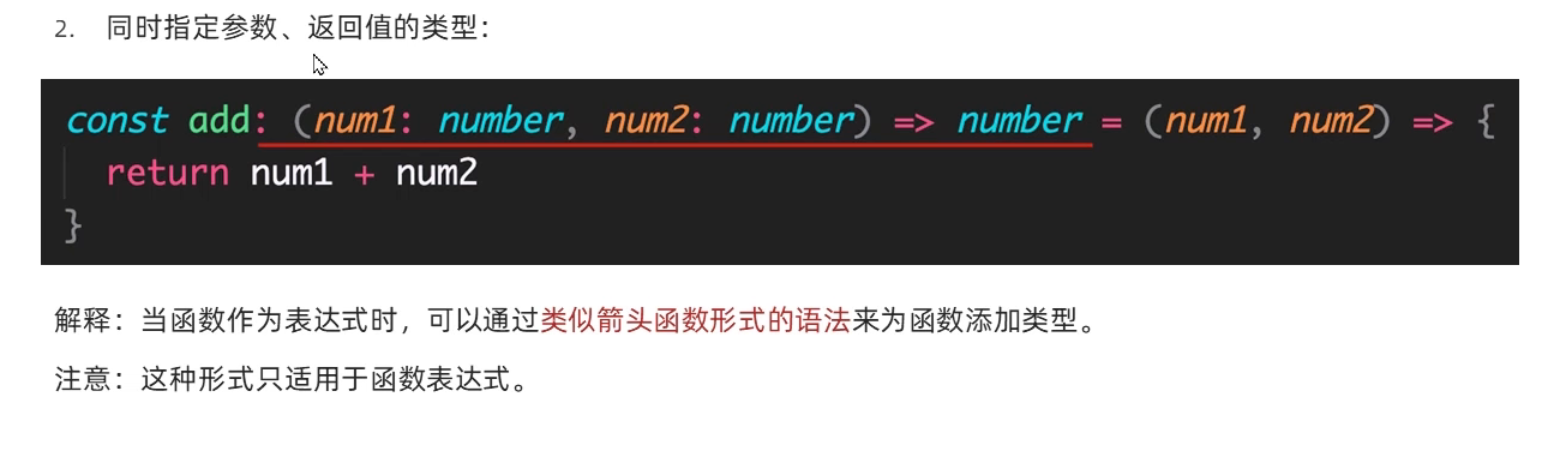 2. 同时指定参数、返回值的类型：
const add: (num1: number, num2: number) => number = (num1, num2) => {
  return num1 + num2
}
解释：当函数作为表达式时，可以通过类似箭头函数形式的语法来为函数添加类型。
注意：这种形式只适用于函数表达式。